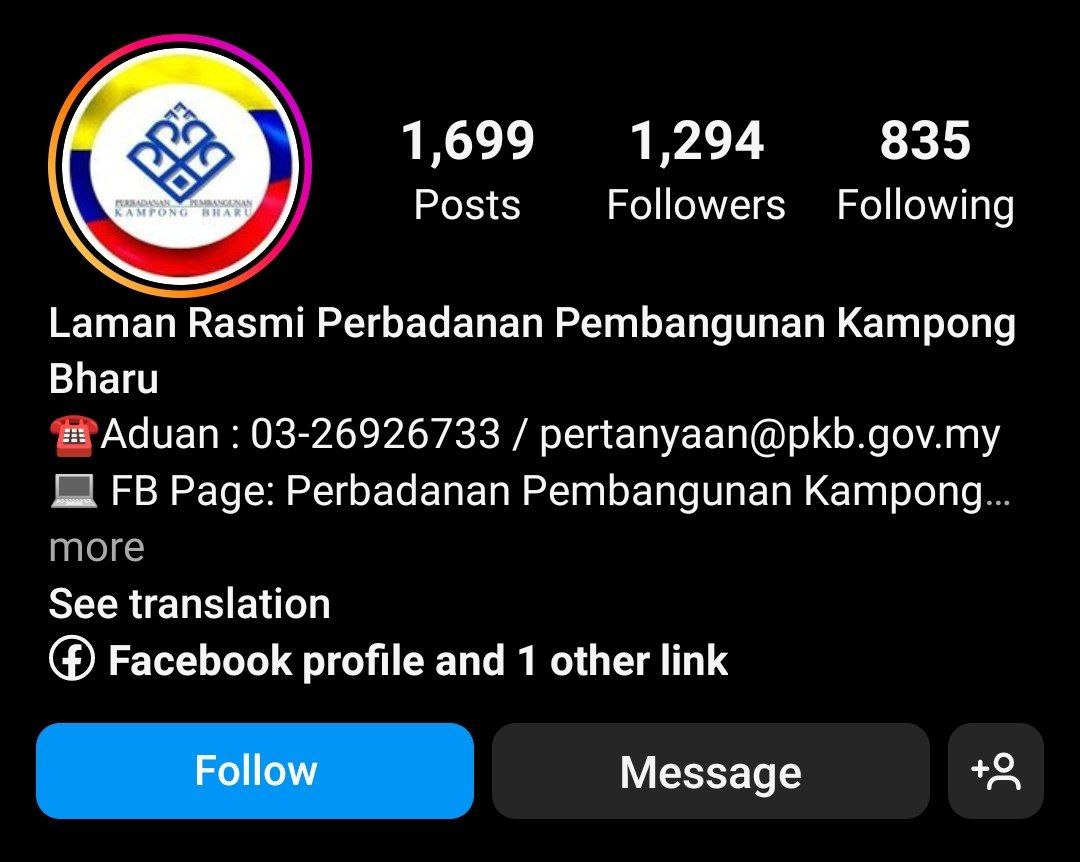 PERBADANAN PEMBANGUNAN
KAMPONG BHARU
1,699
Posts
1,294
Followers
835
Following
Laman Rasmi Perbadanan Pembangunan Kampong
Bharu
☎️Aduan : 03-26926733 / pertanyaan@pkb.gov.my
💻 FB Page: Perbadanan Pembangunan Kampong...
more
See translation
Facebook profile and 1 other link
Follow
Message